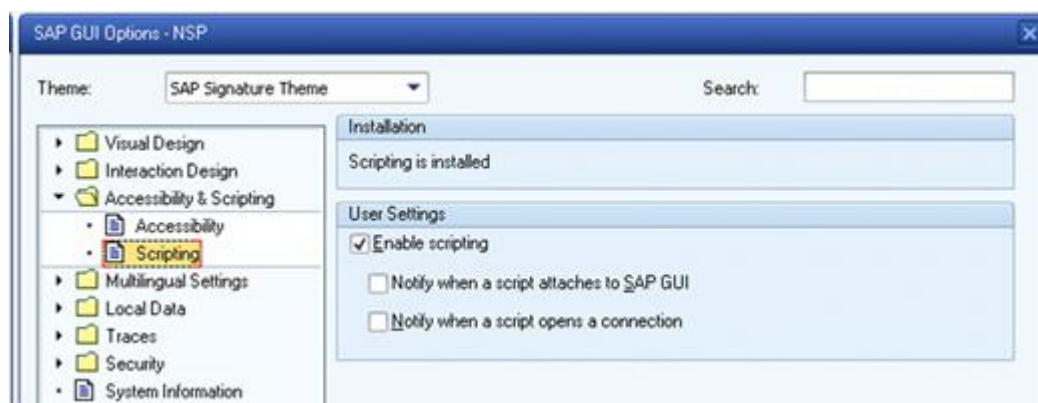 SAP GUI Options - NSP
Theme: SAP Signature Theme Search:
Visual Design
Interaction Design
Accessibility & Scripting
Accessibility
Scripting
Multilingual Settings
Local Data
Traces
Security
System Information
Installation
Scripting is installed
User Settings
Enable scripting
Notify when a script attaches to SAP GUI
Notify when a script opens a connection